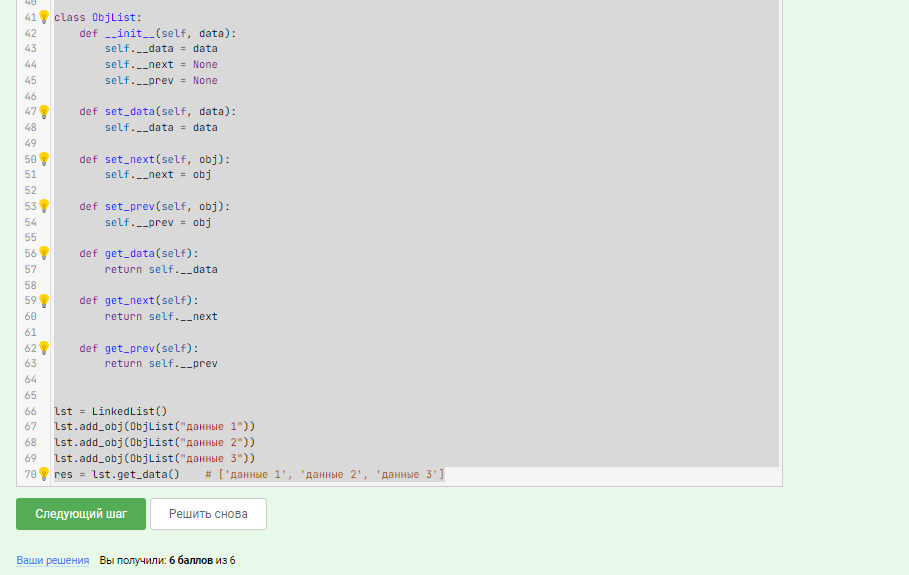 40
41 class ObjList:
42     def __init__(self, data):
43         self.__data = data
44         self.__next = None
45         self.__prev = None
46
47     def set_data(self, data):
48         self.__data = data
49
50     def set_next(self, obj):
51         self.__next = obj
52
53     def set_prev(self, obj):
54         self.__prev = obj
55
56     def get_data(self):
57         return self.__data
58
59     def get_next(self):
60         return self.__next
61
62     def get_prev(self):
63         return self.__prev
64
65
66 lst = LinkedList()
67 lst.add_obj(ObjList("данные 1"))
68 lst.add_obj(ObjList("данные 2"))
69 lst.add_obj(ObjList("данные 3"))
70 res = lst.get_data()    # ['данные 1', 'данные 2', 'данные 3']
Следующий шаг Решить снова
Ваши решения Вы получили: 6 баллов из 6